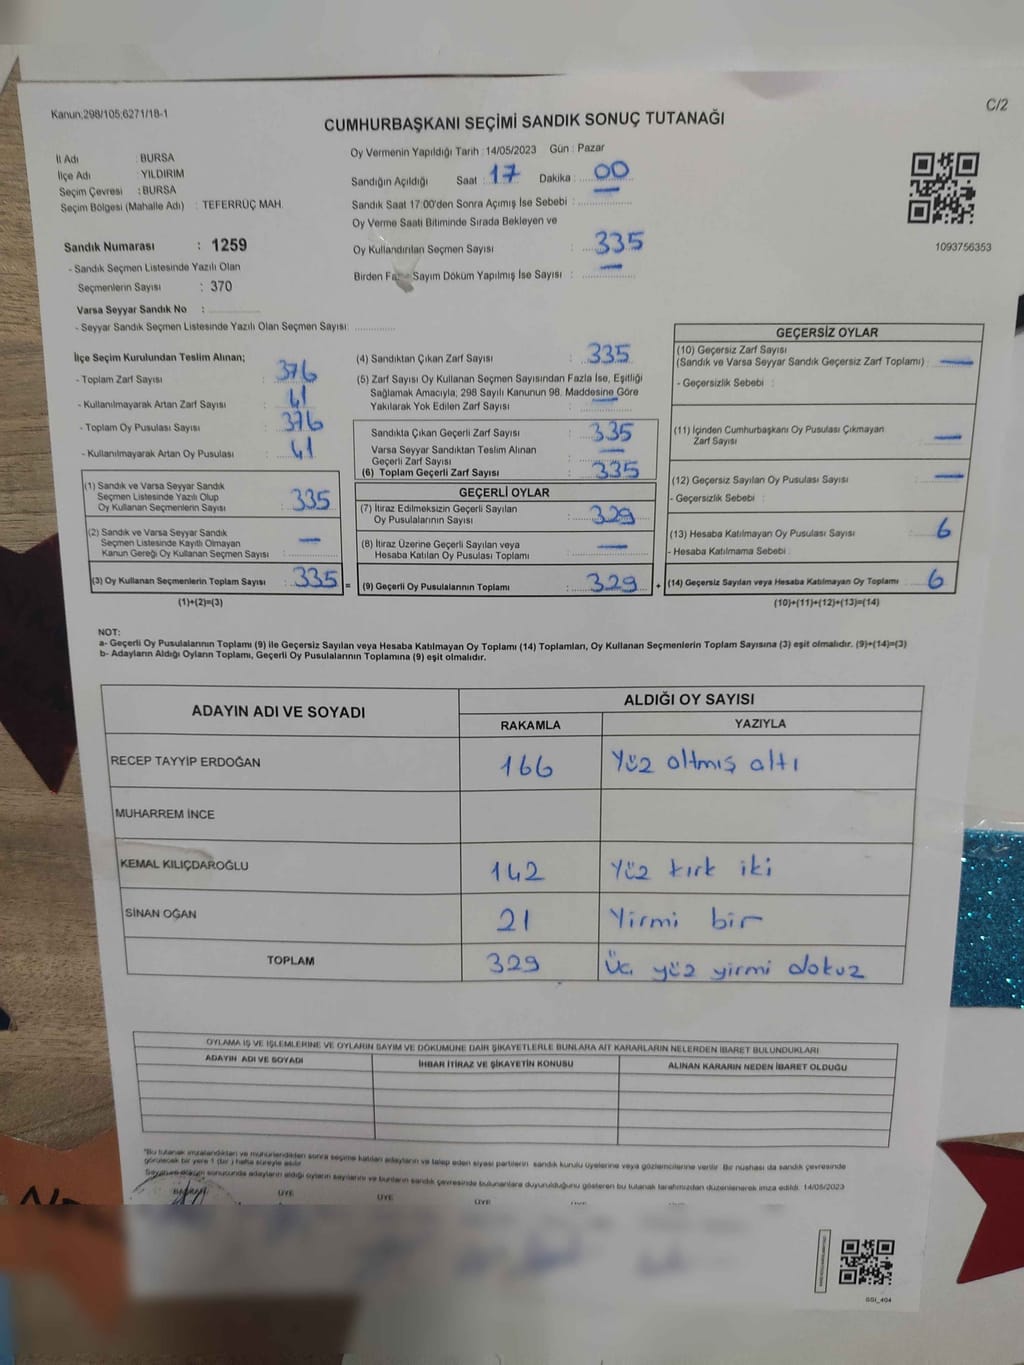 Kanun;298/105;6271/18-1
C/2
CUMHURBAŞKANI SEÇİMİ SANDIK SONUÇ TUTANAĞI
İl Adı : BURSA
İlçe Adı : YILDIRIM
Seçim Çevresi : BURSA
Seçim Bölgesi (Mahalle Adı) : TEFERRÜÇ MAH.
Sandık Numarası : 1259
- Sandık Seçmen Listesinde Yazılı Olan
Seçmenlerin Sayısı : 370
Varsa Seyyar Sandık No :
- Seyyar Sandık Seçmen Listesinde Yazılı Olan Seçmen Sayısı:
Oy Vermenin Yapıldığı Tarih : 14/05/2023 Gün : Pazar
Sandığın Açıldığı Saat : 17 Dakika : 00
Sandık Saat 17:00'den Sonra Açımış İse Sebebi :
Oy Verme Saati Bitiminde Sırada Bekleyen ve
Oy Kullandırılan Seçmen Sayısı : 335
Birden Fazla Sayım Döküm Yapılmış İse Sayısı : —
1093756353
İlçe Seçim Kurulundan Teslim Alınan;
- Toplam Zarf Sayısı : 376
- Kullanılmayarak Artan Zarf Sayısı : 41
- Toplam Oy Pusulası Sayısı : 376
- Kullanılmayarak Artan Oy Pusulası : 41
(1) Sandık ve Varsa Seyyar Sandık
Seçmen Listesinde Yazılı Olup
Oy Kullanan Seçmenlerin Sayısı : 335
(2) Sandık ve Varsa Seyyar Sandık
Seçmen Listesinde Kayıtlı Olmayan
Kanun Gereği Oy Kullanan Seçmen Sayısı : —
(3) Oy Kullanan Seçmenlerin Toplam Sayısı : 335 =
(1)+(2)=(3)
(4) Sandıktan Çıkan Zarf Sayısı : 335
(5) Zarf Sayısı Oy Kullanan Seçmen Sayısından Fazla İse, Eşitliği
Sağlamak Amacıyla; 298 Sayılı Kanunun 98. Maddesine Göre
Yakılarak Yok Edilen Zarf Sayısı : —
Sandıkta Çıkan Geçerli Zarf Sayısı : 335
Varsa Seyyar Sandıktan Teslim Alınan
Geçerli Zarf Sayısı : —
(6) Toplam Geçerli Zarf Sayısı : 335
GEÇERLİ OYLAR
(7) İtiraz Edilmeksizin Geçerli Sayılan
Oy Pusulalarının Sayısı : 329
(8) İtiraz Üzerine Geçerli Sayılan veya
Hesaba Katılan Oy Pusulası Toplamı : —
(9) Geçerli Oy Pusulalarının Toplamı : 329 +
GEÇERSİZ OYLAR
(10) Geçersiz Zarf Sayısı
(Sandık ve Varsa Seyyar Sandık Geçersiz Zarf Toplamı) : —
- Geçersizlik Sebebi :
(11) İçinden Cumhurbaşkanı Oy Pusulası Çıkmayan
Zarf Sayısı : —
(12) Geçersiz Sayılan Oy Pusulası Sayısı : —
- Geçersizlik Sebebi :
(13) Hesaba Katılmayan Oy Pusulası Sayısı : 6
- Hesaba Katılmama Sebebi :
(14) Geçersiz Sayılan veya Hesaba Katılmayan Oy Toplamı : 6
(10)+(11)+(12)+(13)=(14)
NOT:
a- Geçerli Oy Pusulalarının Toplamı (9) ile Geçersiz Sayılan veya Hesaba Katılmayan Oy Toplamı (14) Toplamları, Oy Kullanan Seçmenlerin Toplam Sayısına (3) eşit olmalıdır. (9)+(14)=(3)
b- Adayların Aldığı Oyların Toplamı, Geçerli Oy Pusulalarının Toplamına (9) eşit olmalıdır.
ADAYIN ADI VE SOYADI
ALDIĞI OY SAYISI
RAKAMLA YAZIYLA
RECEP TAYYİP ERDOĞAN 166 Yüz altmış altı
MUHARREM İNCE
KEMAL KILIÇDAROĞLU 142 Yüz kırk iki
SİNAN OĞAN 21 Yirmi bir
TOPLAM 329 Üç yüz yirmi dokuz
OYLAMA İŞ VE İŞLEMLERİNE VE OYLARIN SAYIM VE DÖKÜMÜNE DAİR ŞİKAYETLERLE BUNLARA AİT KARARLARIN NELERDEN İBARET BULUNDUKLARI
ADAYIN ADI VE SOYADI İHBAR İTİRAZ VE ŞİKAYETİN KONUSU ALINAN KARARIN NEDEN İBARET OLDUĞU
"Bu tutanak imzalandıktan ve mühürlendikten sonra seçime katılan adayların ve talep eden siyasi partilerin sandık kurulu üyelerine veya gözlemcilerine verilir. Bir nüshası da sandık çevresinde
görülecek bir yere 1 (bir) hafta süreyle asılır.
Sayım ve döküm sonucunda adayların aldığı oyların sayılarını ve bunların sandık çevresinde bulunanlara duyurulduğunu gösteren bu tutanak tarafımızdan düzenlenerek imza edildi. 14/05/2023
BAŞKAN ÜYE ÜYE ÜYE
GSI_404